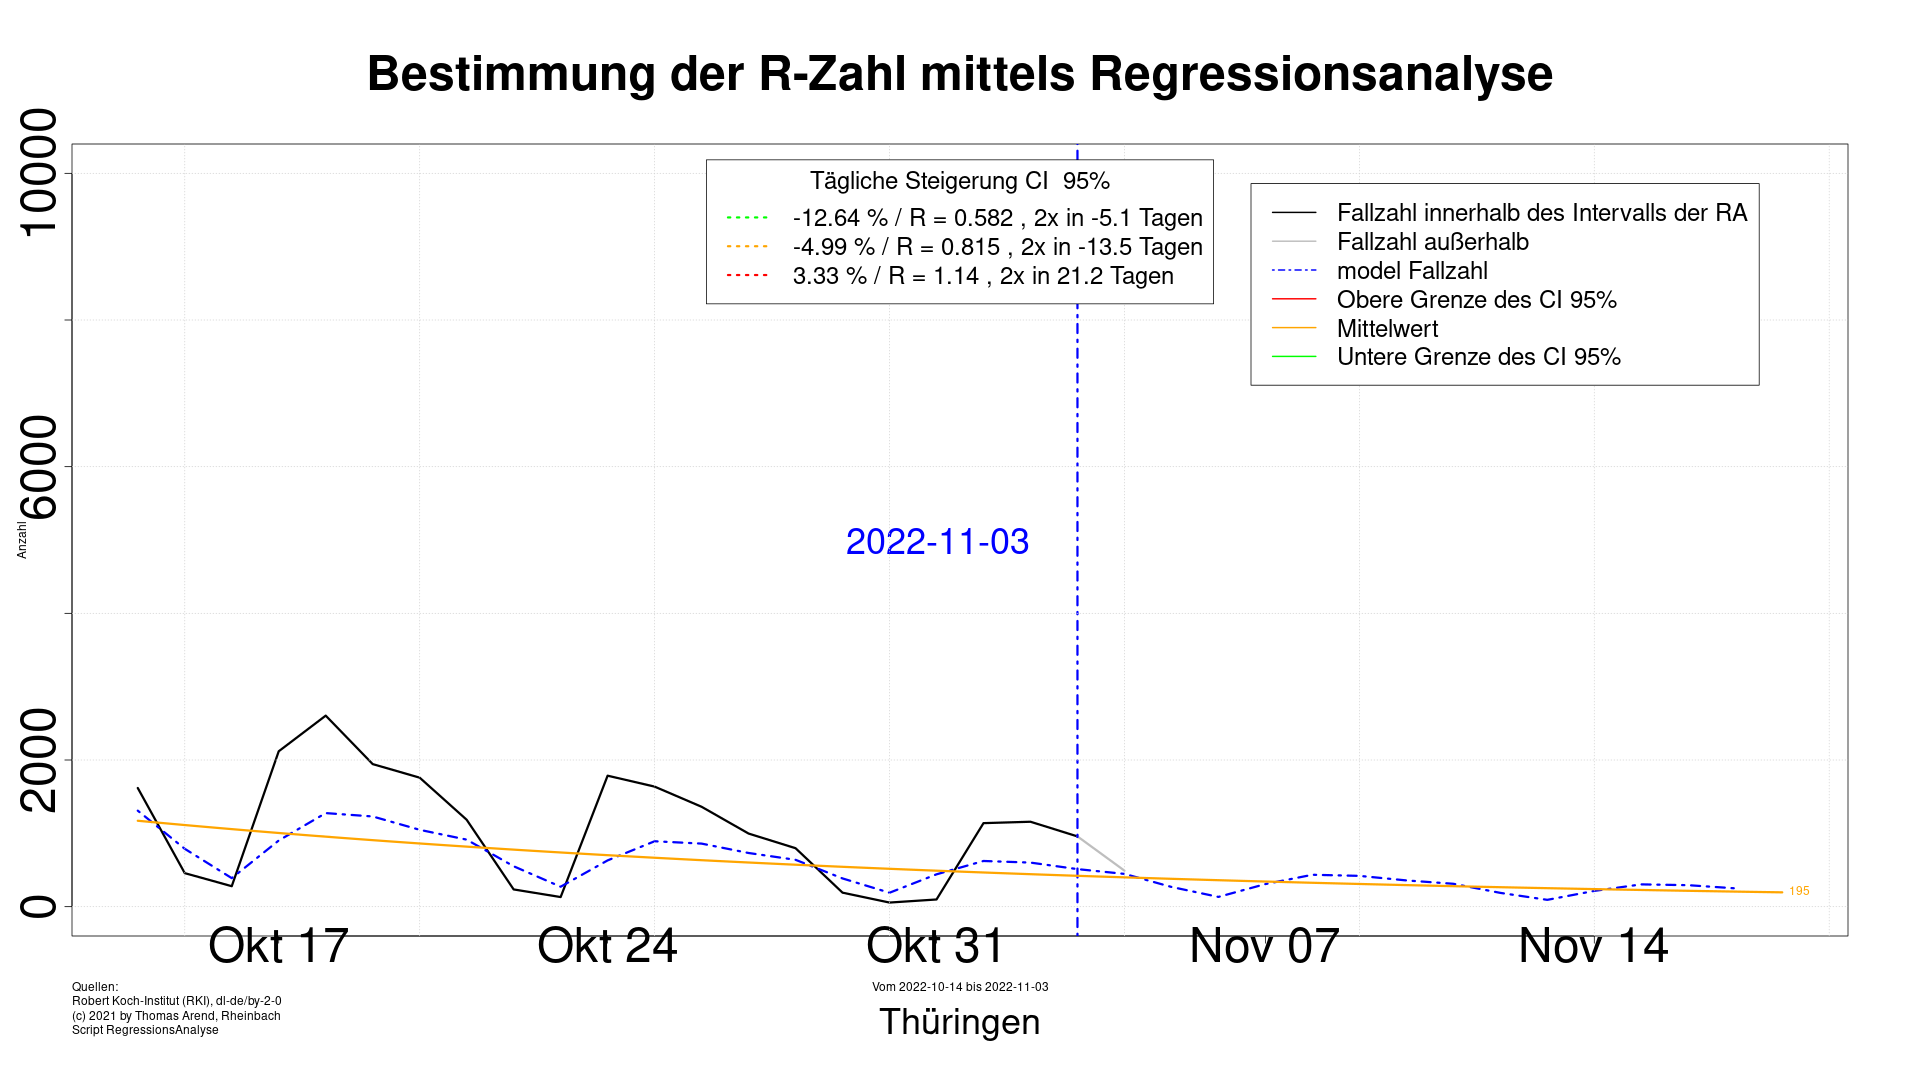 Bestimmung der R-Zahl mittels Regressionsanalyse
10000
6000
2000
0
Anzahl
Tägliche Steigerung CI  95%
-12.64 % / R = 0.582 , 2x in -5.1 Tagen
-4.99 % / R = 0.815 , 2x in -13.5 Tagen
3.33 % / R = 1.14 , 2x in 21.2 Tagen
Fallzahl innerhalb des Intervalls der RA
Fallzahl außerhalb
model Fallzahl
Obere Grenze des CI 95%
Mittelwert
Untere Grenze des CI 95%
2022-11-03
195
Okt 17
Okt 24
Okt 31
Nov 07
Nov 14
Quellen:
Robert Koch-Institut (RKI), dl-de/by-2-0
(c) 2021 by Thomas Arend, Rheinbach
Script RegressionsAnalyse
Vom 2022-10-14 bis 2022-11-03
Thüringen